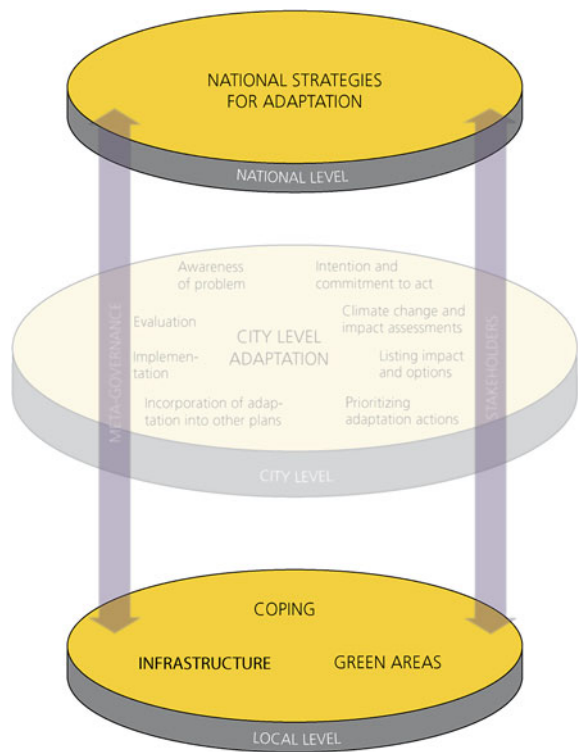 NATIONAL STRATEGIES
FOR ADAPTATION
NATIONAL LEVEL
Awareness
of problem
Intention and
commitment to act
Evaluation
Climate change and
impact assessments
CITY LEVEL
ADAPTATION
Implemen-
tation
Listing impact
and options
Incorporation of adap-
tation into other plans
Prioritizing
adaptation actions
META-GOVERNANCE
STAKEHOLDERS
CITY LEVEL
COPING
INFRASTRUCTURE
GREEN AREAS
LOCAL LEVEL